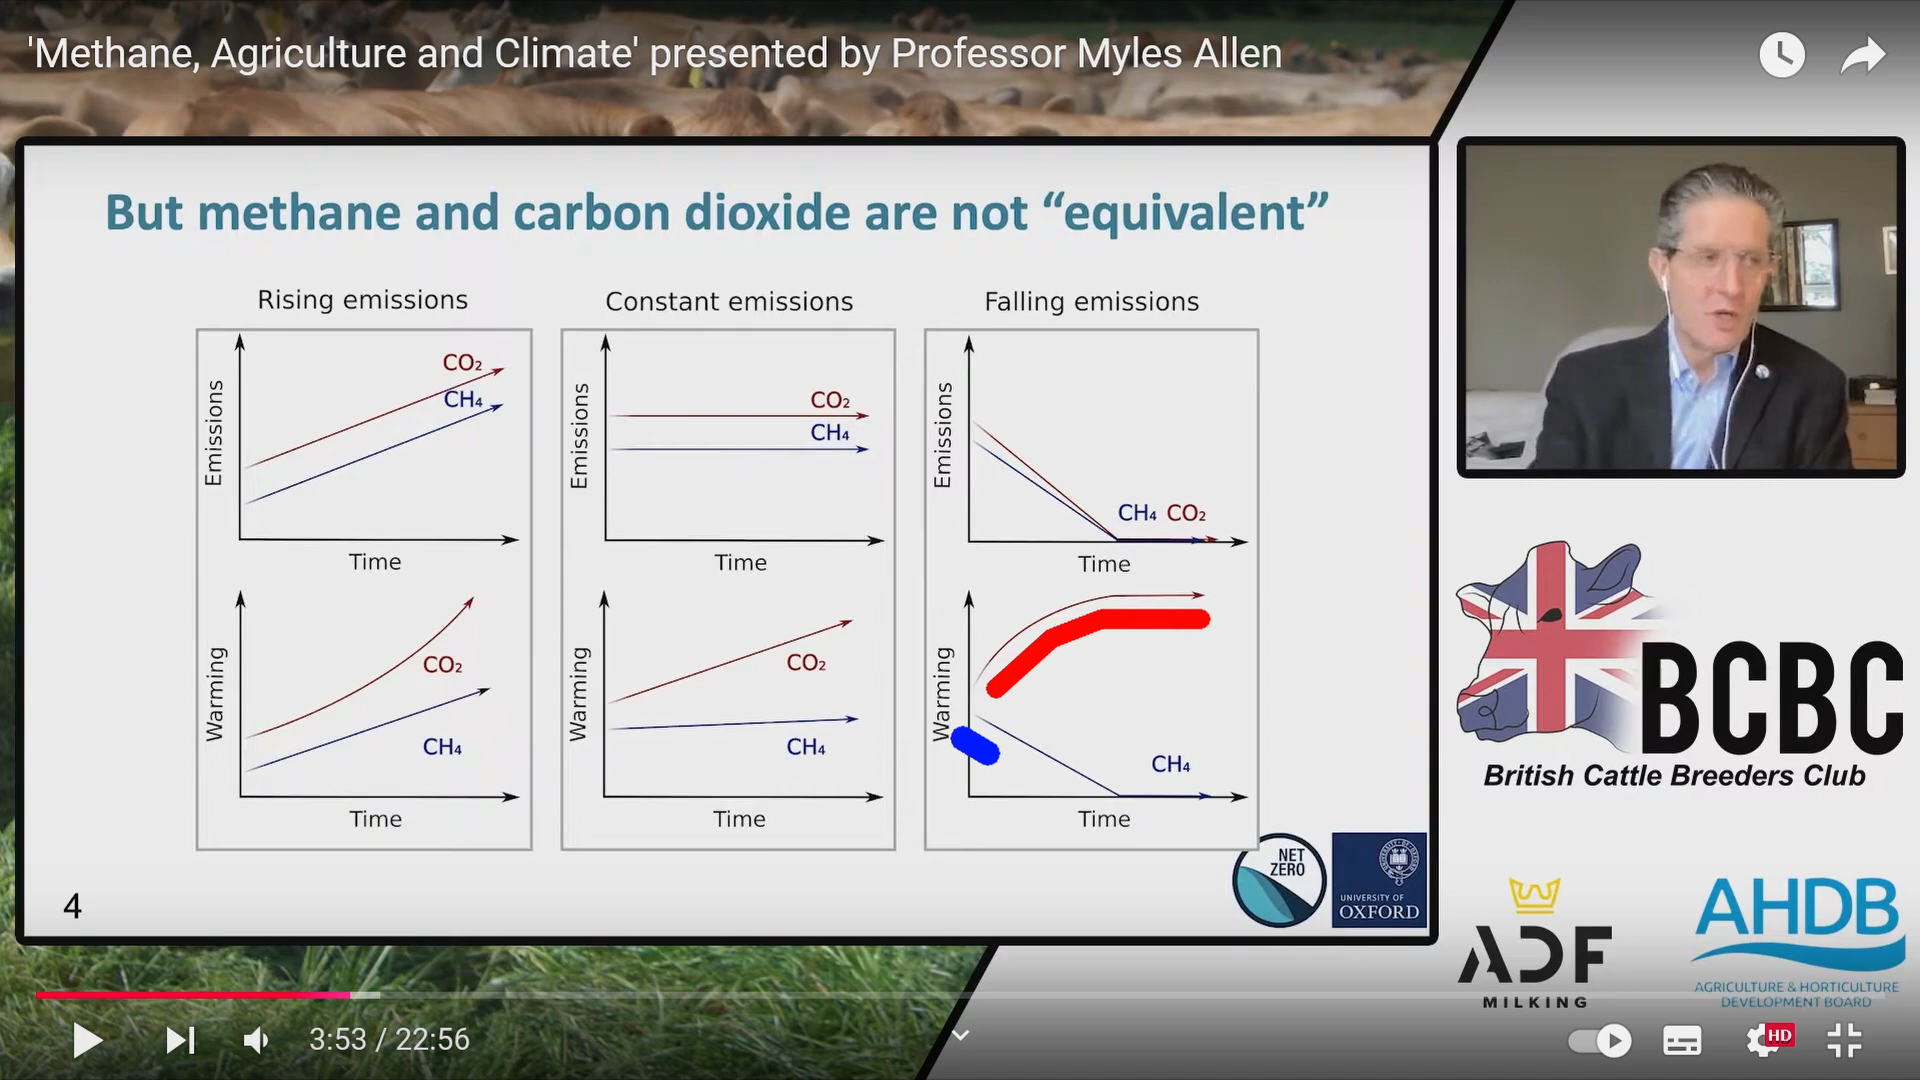 'Methane, Agriculture and Climate' presented by Professor Myles Allen
But methane and carbon dioxide are not “equivalent”
Rising emissions
Constant emissions
Falling emissions
Emissions
CO₂
CH₄
Time
Emissions
CO₂
CH₄
Time
Emissions
CH₄ CO₂
Time
Warming
CO₂
CH₄
Time
Warming
CO₂
CH₄
Time
Warming
CH₄
Time
4
NET
ZERO
UNIVERSITY OF
OXFORD
BCBC
British Cattle Breeders Club
ADF
MILKING
AHDB
AGRICULTURE & HORTICULTURE
DEVELOPMENT BOARD
3:53 / 22:56
HD